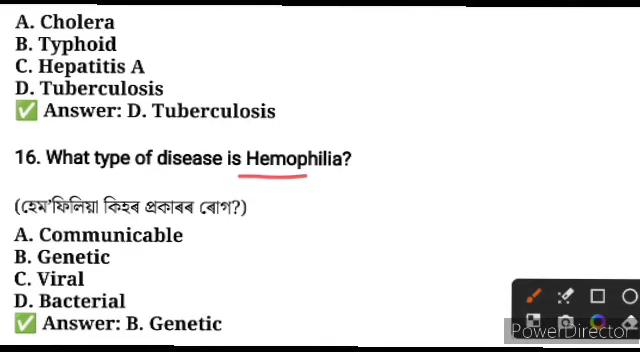 A. Cholera
B. Typhoid
C. Hepatitis A
D. Tuberculosis
✅ Answer: D. Tuberculosis
16. What type of disease is Hemophilia?
(হেম'ফিলিয়া কিহৰ প্ৰকাৰৰ ৰোগ?)
A. Communicable
B. Genetic
C. Viral
D. Bacterial
✅ Answer: B. Genetic
PowerDirector